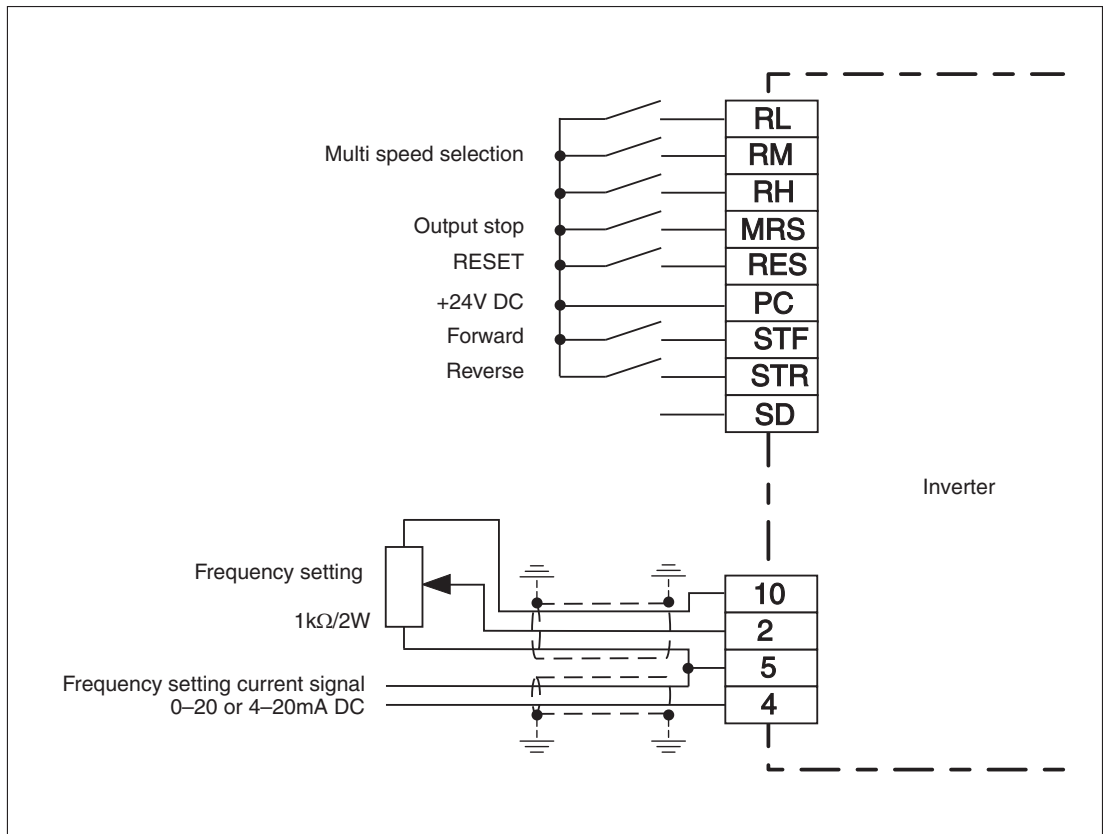 RL
Multi speed selection RM
RH
Output stop MRS
RESET RES
+24V DC PC
Forward STF
Reverse STR
SD
Inverter
Frequency setting
1kΩ/2W
10
2
5
4
Frequency setting current signal
0–20 or 4–20mA DC